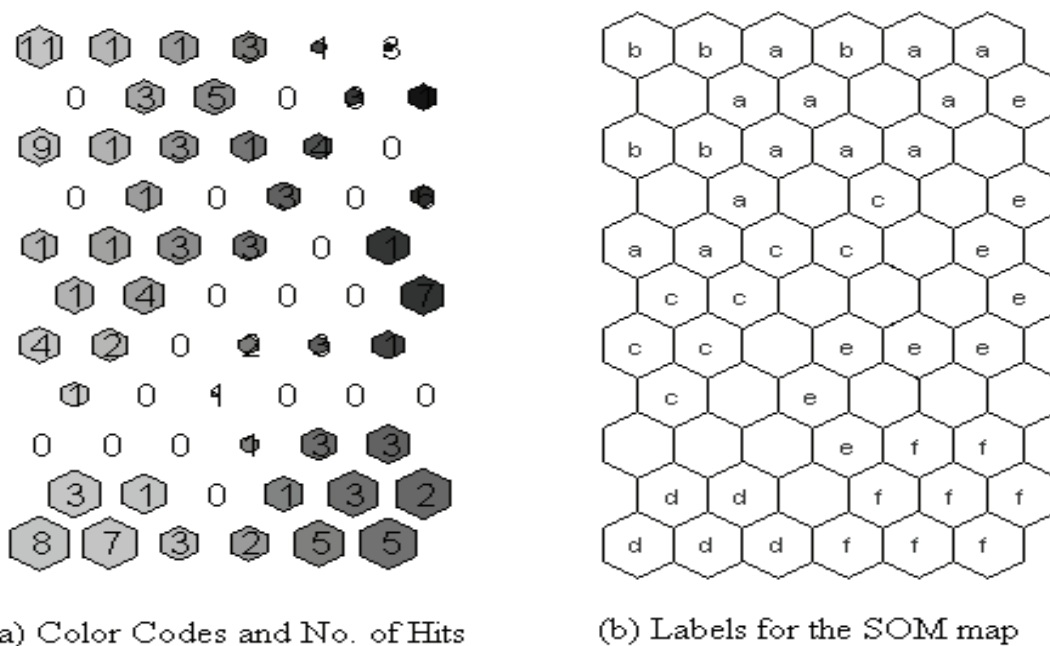 11 1 1 3
0 3 5 0
9 1 3 1 4 0
0 1 0 3 0 6
1 1 3 3 0 1
1 4 0 0 0 7
4 2 0 2 1
1 0 0 0 0
0 0 0 3 3
3 1 0 1 3 2
8 7 3 2 5 5
a) Color Codes and No. of Hits
b b a b a a
a a a e
b b a a a
a c e
a a c c e
c c e
c c e e e
c e
e f f
d d f f f
d d d f f f
(b) Labels for the SOM map